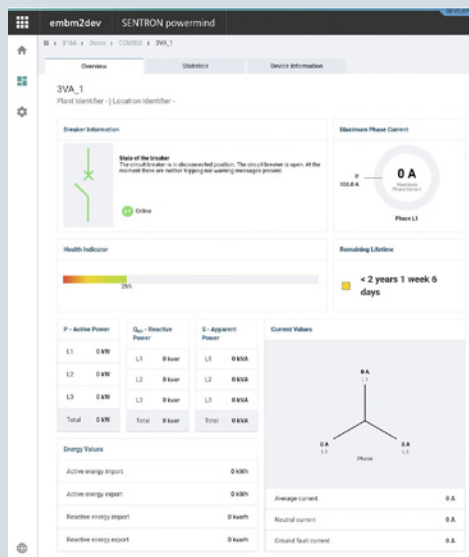 embm2dev SENTRON powermind
3VA_1
Overview Statistics Device Information
3VA_1
Plant Identifier - | Location Identifier -
Breaker Information
State of the breaker
The circuit breaker is in disconnected position. The circuit breaker is open. At the
moment there are neither tripping nor warning messages present.
Online
Maximum Phase Current
Ir
100.0 A
0 A
Maximum
Phase Current
Phase L1
Health Indicator
25%
Remaining Lifetime
< 2 years 1 week 6
days
P - Active Power
L1 0 kW
L2 0 kW
L3 0 kW
Total 0 kW
Reactive
Power
L1 0 kvar
L2 0 kvar
L3 0 kvar
Total 0 kvar
S - Apparent
Power
L1 0 kVA
L2 0 kVA
L3 0 kVA
Total 0 kVA
Current Values
0 A
L1
0 A
0 A
L2
Phase
Average current 0 A
Neutral current 0 A
Ground fault current 0 A
Energy Values
Active energy import 0 kWh
Active energy export 0 kWh
Reactive energy import 0 kvarh
Reactive energy export 0 kvarh